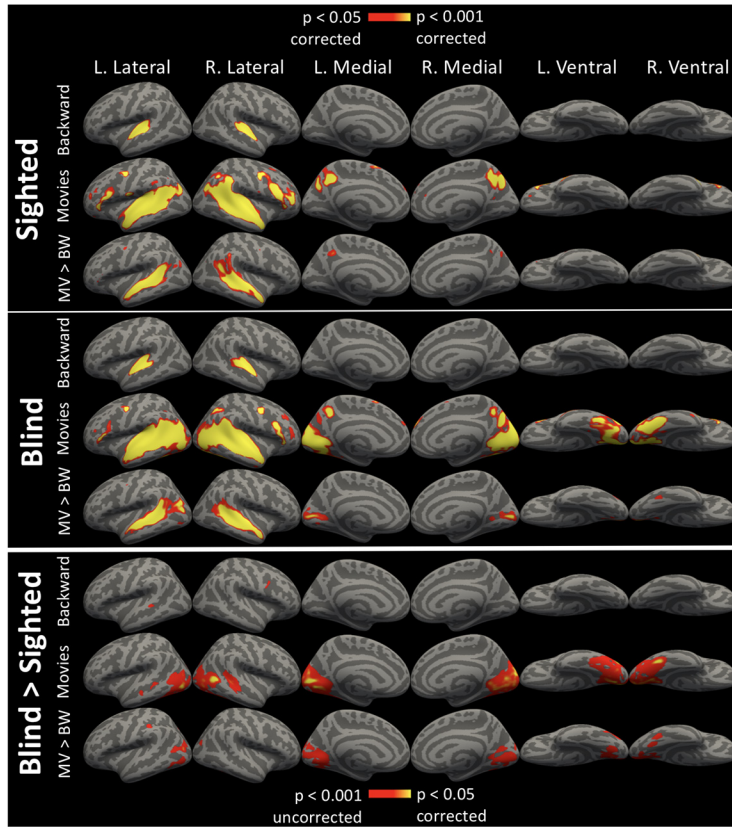 p < 0.05 p < 0.001
corrected corrected
L. Lateral R. Lateral L. Medial R. Medial L. Ventral R. Ventral
Sighted
Backward
Movies
MV > BW
Blind
Backward
Movies
MV > BW
Blind > Sighted
Backward
Movies
MV > BW
p < 0.001 p < 0.05
uncorrected corrected